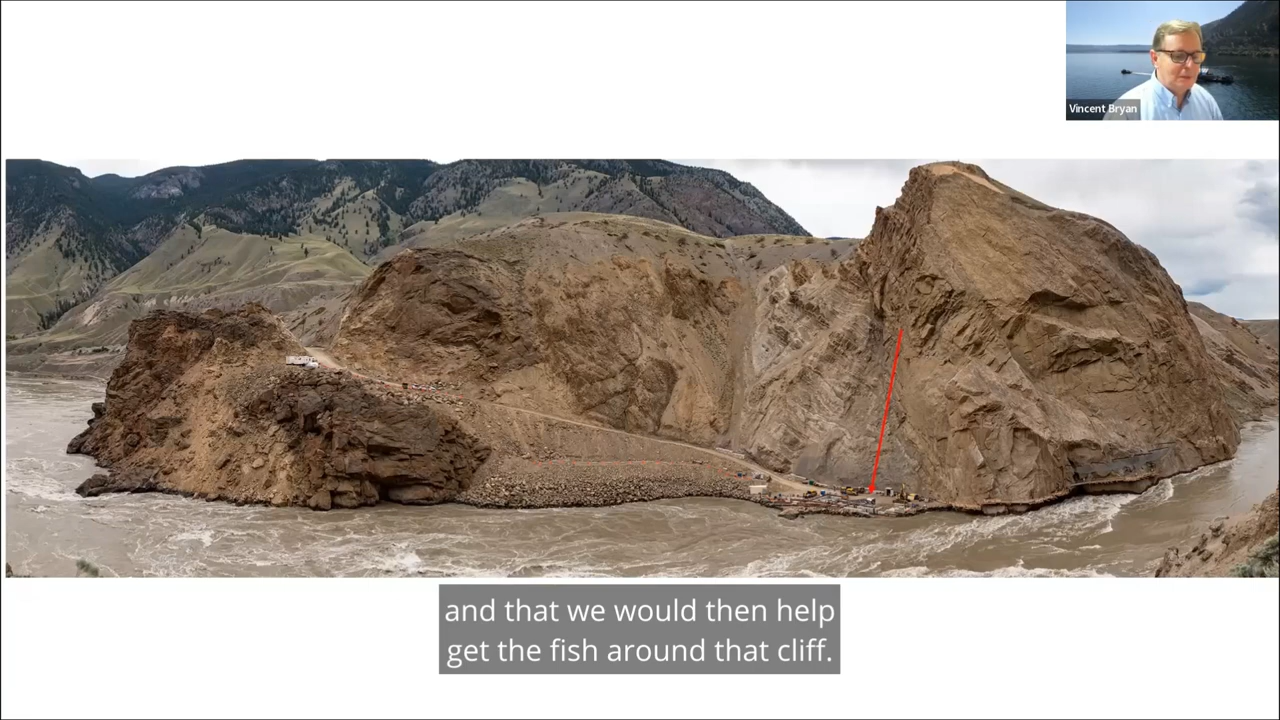 Vincent Bryan
and that we would then help
get the fish around that cliff.